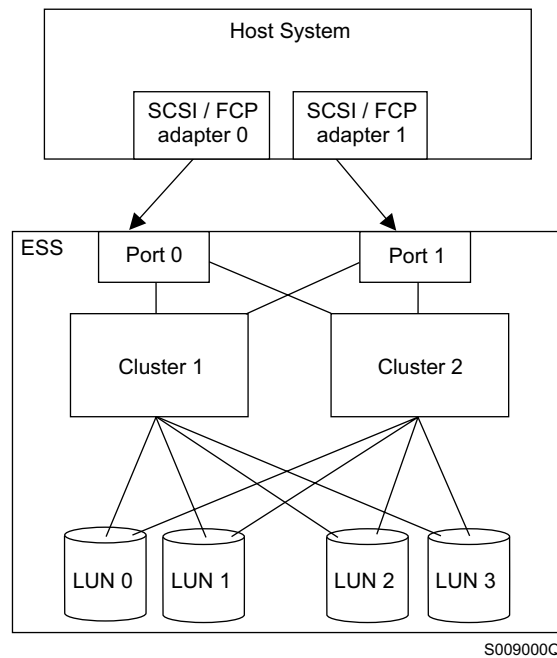 Host System
SCSI / FCP
adapter 0
SCSI / FCP
adapter 1
ESS
Port 0
Port 1
Cluster 1
Cluster 2
LUN 0
LUN 1
LUN 2
LUN 3
S009000Q